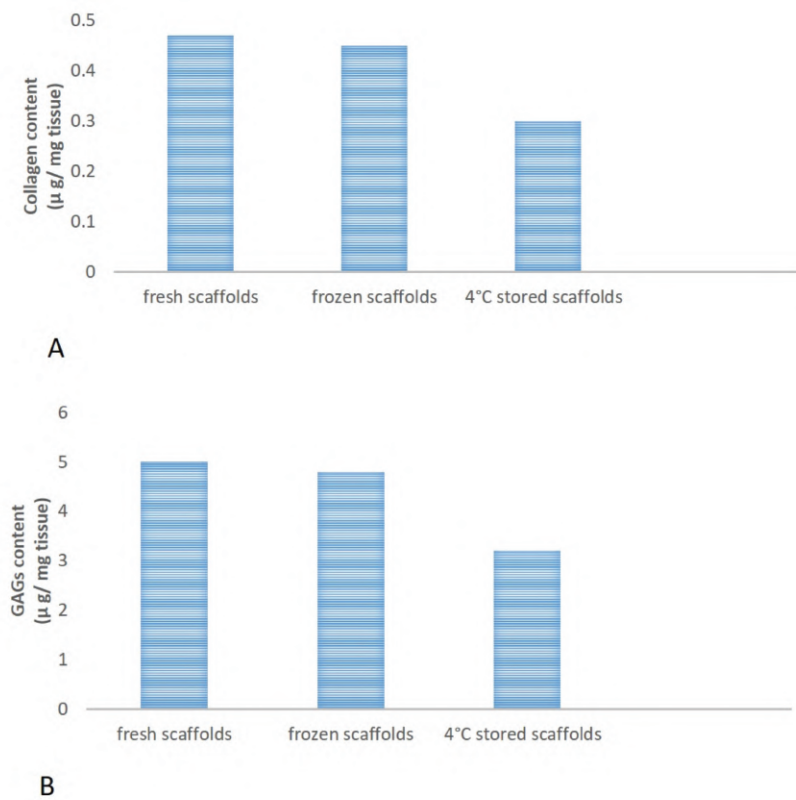 0.5
0.4
0.3
0.2
0.1
0
Collagen content
(µ g/ mg tissue)
fresh scaffolds frozen scaffolds 4°C stored scaffolds
A
6
5
4
3
2
1
0
GAGs content
(µ g/ mg tissue)
fresh scaffolds frozen scaffolds 4°C stored scaffolds
B